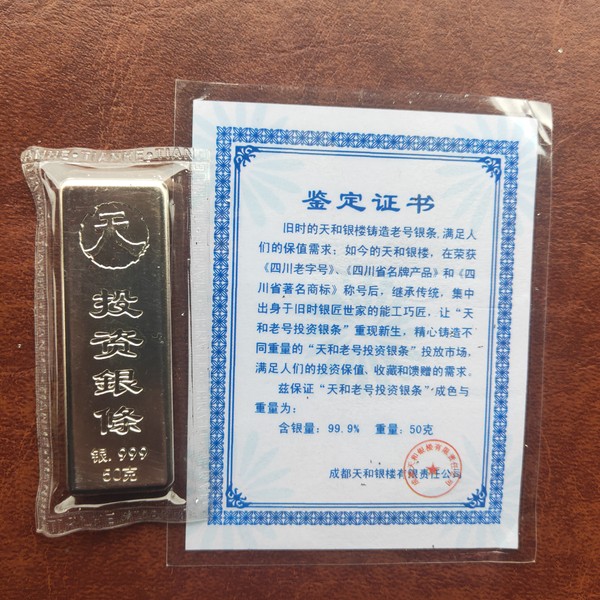 天
投
资
銀
條
银.999
50克
鉴定证书
旧时的天和银楼铸造老号银条,满足人
们的保值需求;如今的天和银楼,在荣获
《四川老字号》、《四川省名牌产品》和《四
川省著名商标》称号后,继承传统,集中
出身于旧时银匠世家的能工巧匠,让“天
和老号投资银条”重现新生,精心铸造不
同重量的“天和老号投资银条”投放市场,
满足人们的投资保值、收藏和馈赠的需求。
兹保证“天和老号投资银条”成色与
重量为:
含银量:99.9% 重量:50克
成都天和银楼有限责任公司